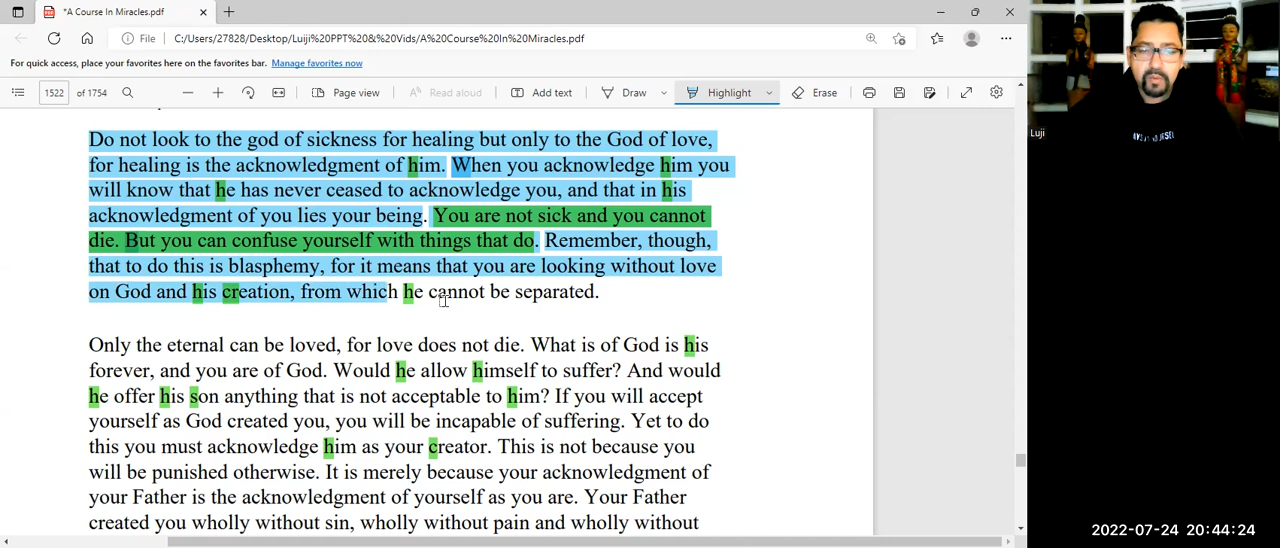 *A Course In Miracles.pdf
File
C:/Users/27828/Desktop/Luiji%20PPT%20&%20Vids/A%20Course%20In%20Miracles.pdf
For quick access, place your favorites here on the favorites bar. Manage favorites now
1522 of 1754
Page view
Read aloud
Add text
Draw
Highlight
Erase
Do not look to the god of sickness for healing but only to the God of love,
for healing is the acknowledgment of him. When you acknowledge him you
will know that he has never ceased to acknowledge you, and that in his
acknowledgment of you lies your being. You are not sick and you cannot
die. But you can confuse yourself with things that do. Remember, though,
that to do this is blasphemy, for it means that you are looking without love
on God and his creation, from which he cannot be separated.
Only the eternal can be loved, for love does not die. What is of God is his
forever, and you are of God. Would he allow himself to suffer? And would
he offer his son anything that is not acceptable to him? If you will accept
yourself as God created you, you will be incapable of suffering. Yet to do
this you must acknowledge him as your creator. This is not because you
will be punished otherwise. It is merely because your acknowledgment of
your Father is the acknowledgment of yourself as you are. Your Father
created you wholly without sin, wholly without pain and wholly without
Luji
2022-07-24 20:44:24